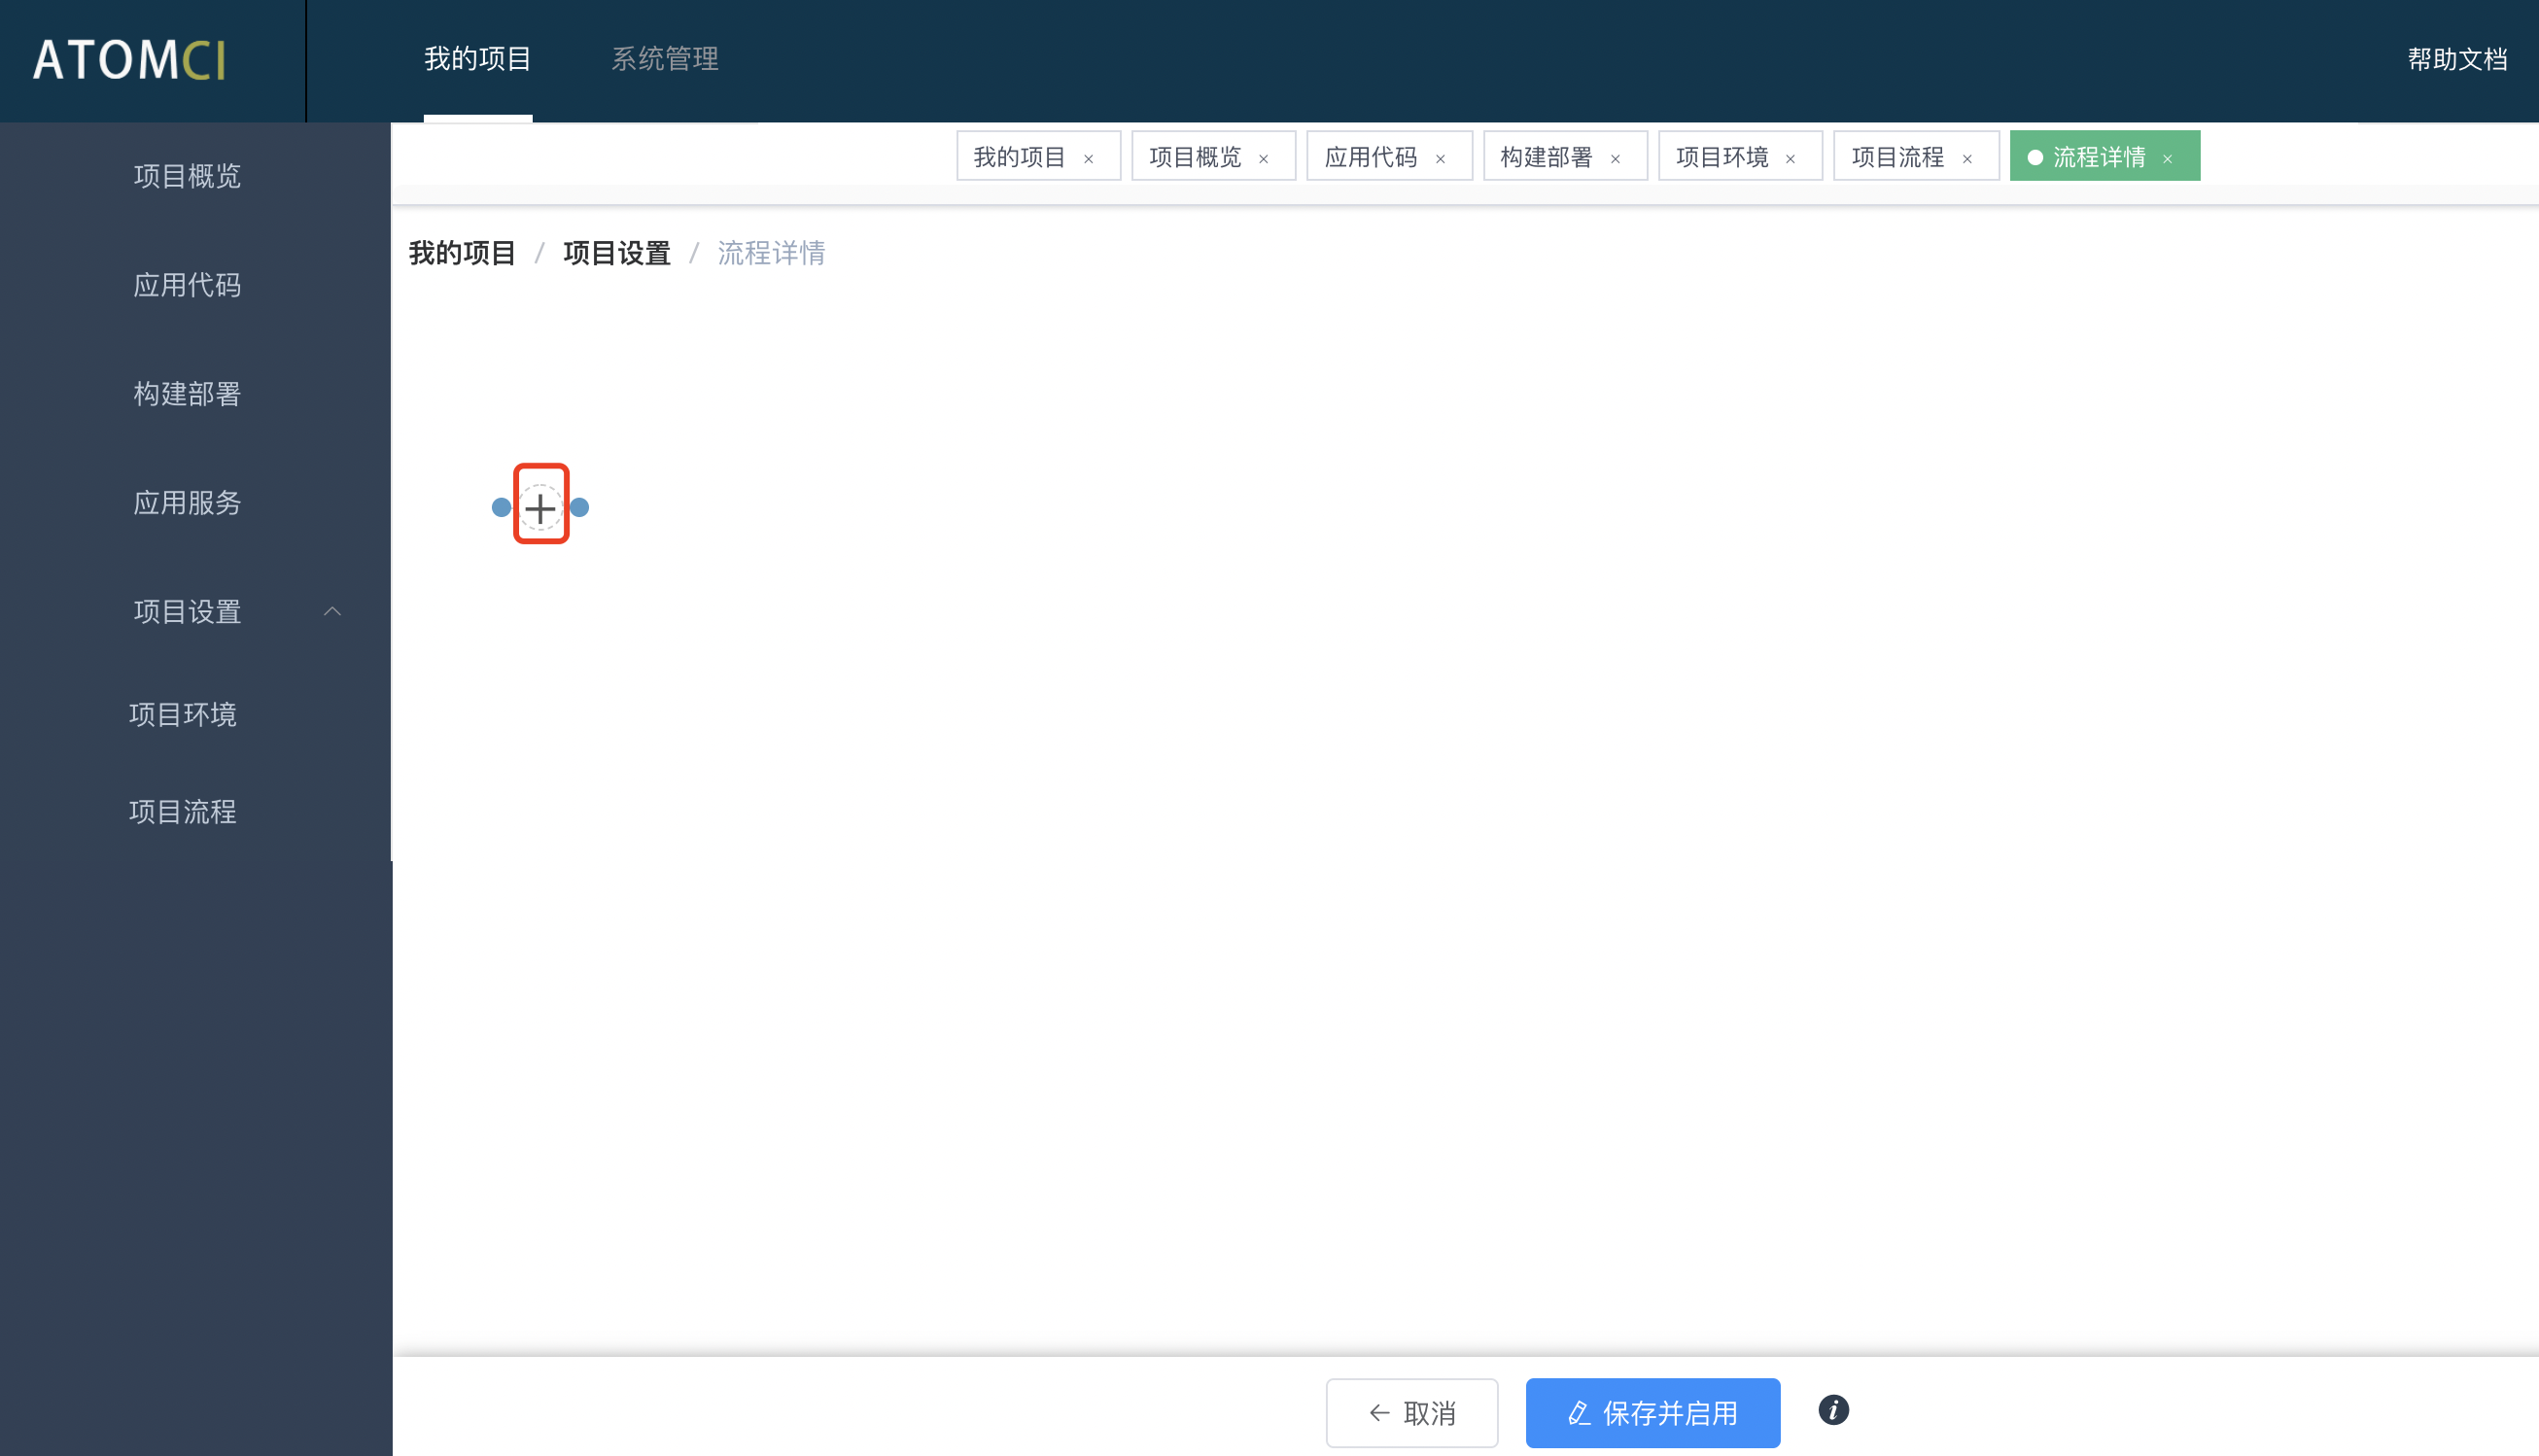 ATOMCI
我的项目 系统管理 帮助文档
我的项目 × 项目概览 × 应用代码 × 构建部署 × 项目环境 × 项目流程 × 流程详情 ×
我的项目 / 项目设置 / 流程详情
项目概览
应用代码
构建部署
应用服务
项目设置
项目环境
项目流程
取消 保存并启用